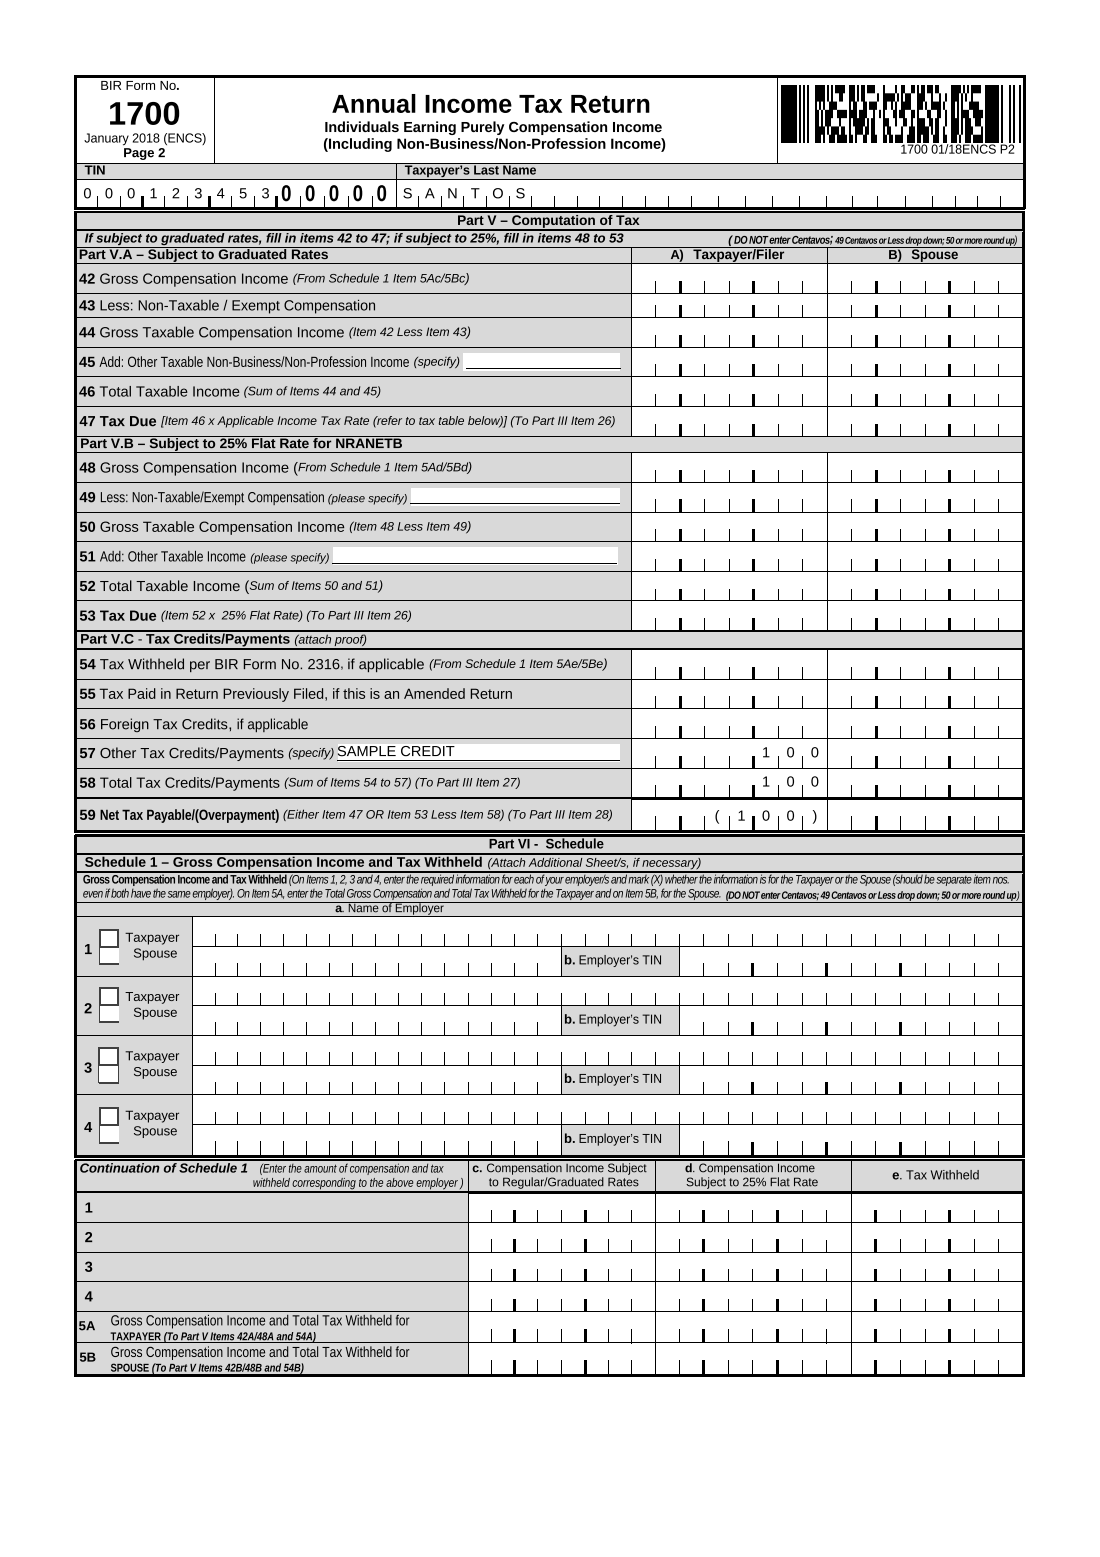 BIR Form No.
1700
January 2018 (ENCS)
Page 2
Annual Income Tax Return
Individuals Earning Purely Compensation Income
(Including Non-Business/Non-Profession Income)
1700 01/18ENCS P2
TIN Taxpayer's Last Name
0 0 0 1 2 3 4 5 3 0 0 0 0 0 S A N T O S
Part V – Computation of Tax
If subject to graduated rates, fill in items 42 to 47; if subject to 25%, fill in items 48 to 53 ( DO NOT enter Centavos; 49 Centavos or Less drop down; 50 or more round up)
Part V.A – Subject to Graduated Rates A) Taxpayer/Filer B) Spouse
42 Gross Compensation Income (From Schedule 1 Item 5Ac/5Bc)
43 Less: Non-Taxable / Exempt Compensation
44 Gross Taxable Compensation Income (Item 42 Less Item 43)
45 Add: Other Taxable Non-Business/Non-Profession Income (specify)
46 Total Taxable Income (Sum of Items 44 and 45)
47 Tax Due [Item 46 x Applicable Income Tax Rate (refer to tax table below)] (To Part III Item 26)
Part V.B – Subject to 25% Flat Rate for NRANETB
48 Gross Compensation Income (From Schedule 1 Item 5Ad/5Bd)
49 Less: Non-Taxable/Exempt Compensation (please specify)
50 Gross Taxable Compensation Income (Item 48 Less Item 49)
51 Add: Other Taxable Income (please specify)
52 Total Taxable Income (Sum of Items 50 and 51)
53 Tax Due (Item 52 x 25% Flat Rate) (To Part III Item 26)
Part V.C - Tax Credits/Payments (attach proof)
54 Tax Withheld per BIR Form No. 2316, if applicable (From Schedule 1 Item 5Ae/5Be)
55 Tax Paid in Return Previously Filed, if this is an Amended Return
56 Foreign Tax Credits, if applicable
57 Other Tax Credits/Payments (specify) SAMPLE CREDIT 1 0 0
58 Total Tax Credits/Payments (Sum of Items 54 to 57) (To Part III Item 27) 1 0 0
59 Net Tax Payable/(Overpayment) (Either Item 47 OR Item 53 Less Item 58) (To Part III Item 28) ( 1 0 0 )
Part VI - Schedule
Schedule 1 – Gross Compensation Income and Tax Withheld (Attach Additional Sheet/s, if necessary)
Gross Compensation Income and Tax Withheld (On Items 1, 2, 3 and 4, enter the required information for each of your employer/s and mark (X) whether the information is for the Taxpayer or the Spouse (should be separate item nos.
even if both have the same employer). On Item 5A, enter the Total Gross Compensation and Total Tax Withheld for the Taxpayer and on Item 5B, for the Spouse. (DO NOT enter Centavos; 49 Centavos or Less drop down; 50 or more round up)
a. Name of Employer
1 Taxpayer
Spouse
b. Employer's TIN
2 Taxpayer
Spouse
b. Employer's TIN
3 Taxpayer
Spouse
b. Employer's TIN
4 Taxpayer
Spouse
b. Employer's TIN
Continuation of Schedule 1 (Enter the amount of compensation and tax
withheld corresponding to the above employer )
c. Compensation Income Subject
to Regular/Graduated Rates
d. Compensation Income
Subject to 25% Flat Rate
e. Tax Withheld
1
2
3
4
5A Gross Compensation Income and Total Tax Withheld for
TAXPAYER (To Part V Items 42A/48A and 54A)
5B Gross Compensation Income and Total Tax Withheld for
SPOUSE (To Part V Items 42B/48B and 54B)